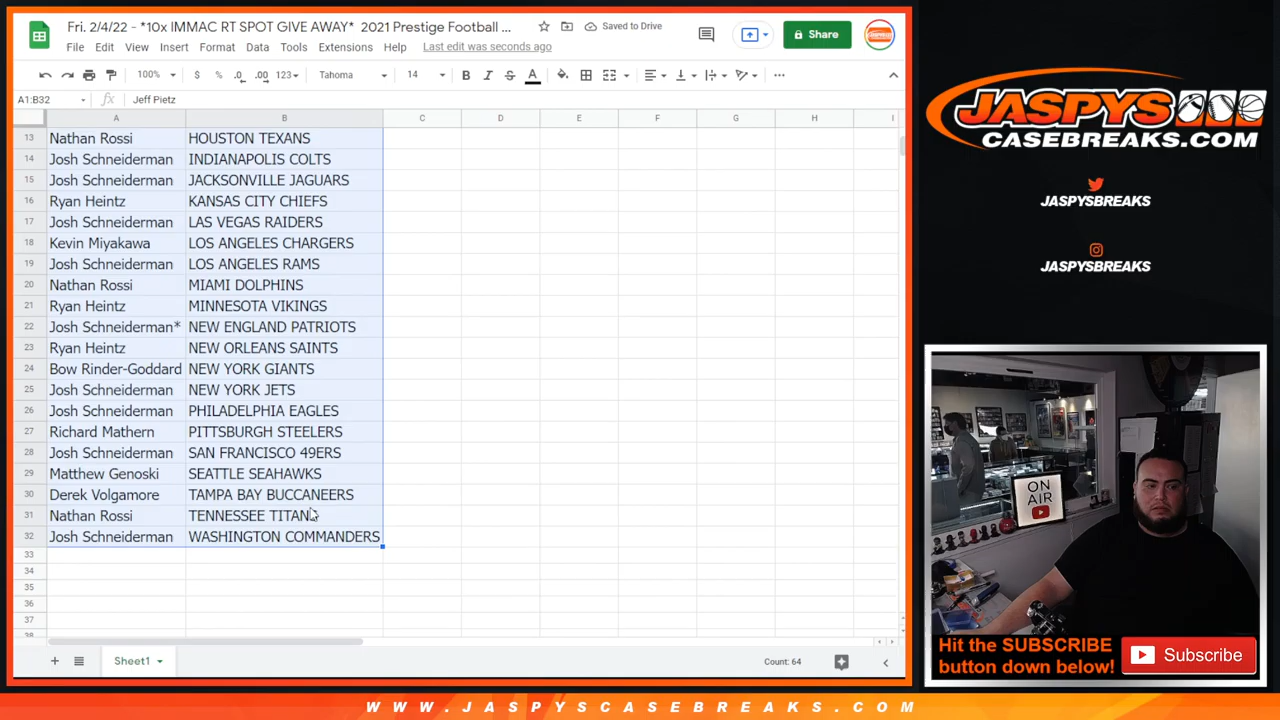 Fri. 2/4/22 - *10x IMMAC RT SPOT GIVE AWAY* 2021 Prestige Football ...
Saved to Drive
Share
File Edit View Insert Format Data Tools Extensions Help Last edit was seconds ago
100% $ % .0 .00 123 Tahoma 14 B I S A
A1:B32 fx Jeff Pietz
A B C D E F G H I
13 Nathan Rossi HOUSTON TEXANS
14 Josh Schneiderman INDIANAPOLIS COLTS
15 Josh Schneiderman JACKSONVILLE JAGUARS
16 Ryan Heintz KANSAS CITY CHIEFS
17 Josh Schneiderman LAS VEGAS RAIDERS
18 Kevin Miyakawa LOS ANGELES CHARGERS
19 Josh Schneiderman LOS ANGELES RAMS
20 Nathan Rossi MIAMI DOLPHINS
21 Ryan Heintz MINNESOTA VIKINGS
22 Josh Schneiderman* NEW ENGLAND PATRIOTS
23 Ryan Heintz NEW ORLEANS SAINTS
24 Bow Rinder-Goddard NEW YORK GIANTS
25 Josh Schneiderman NEW YORK JETS
26 Josh Schneiderman PHILADELPHIA EAGLES
27 Richard Mathern PITTSBURGH STEELERS
28 Josh Schneiderman SAN FRANCISCO 49ERS
29 Matthew Genoski SEATTLE SEAHAWKS
30 Derek Volgamore TAMPA BAY BUCCANEERS
31 Nathan Rossi TENNESSEE TITANS
32 Josh Schneiderman WASHINGTON COMMANDERS
33
34
35
36
37
38
Sheet1
Count: 64
JASPYS
CASEBREAKS.COM
JASPYSBREAKS
JASPYSBREAKS
ON
AIR
Hit the SUBSCRIBE
button down below!
Subscribe
WWW.JASPYSCASEBREAKS.COM